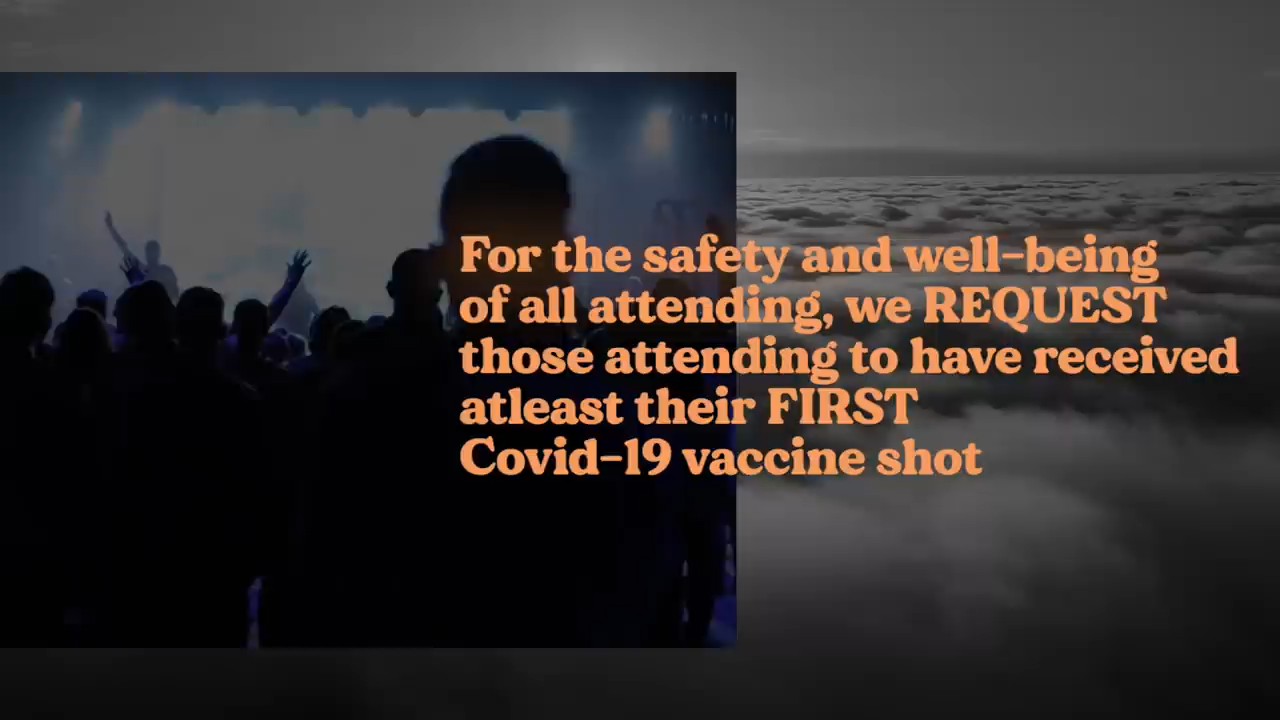 For the safety and well-being
of all attending, we REQUEST
those attending to have received
atleast their FIRST
Covid-19 vaccine shot